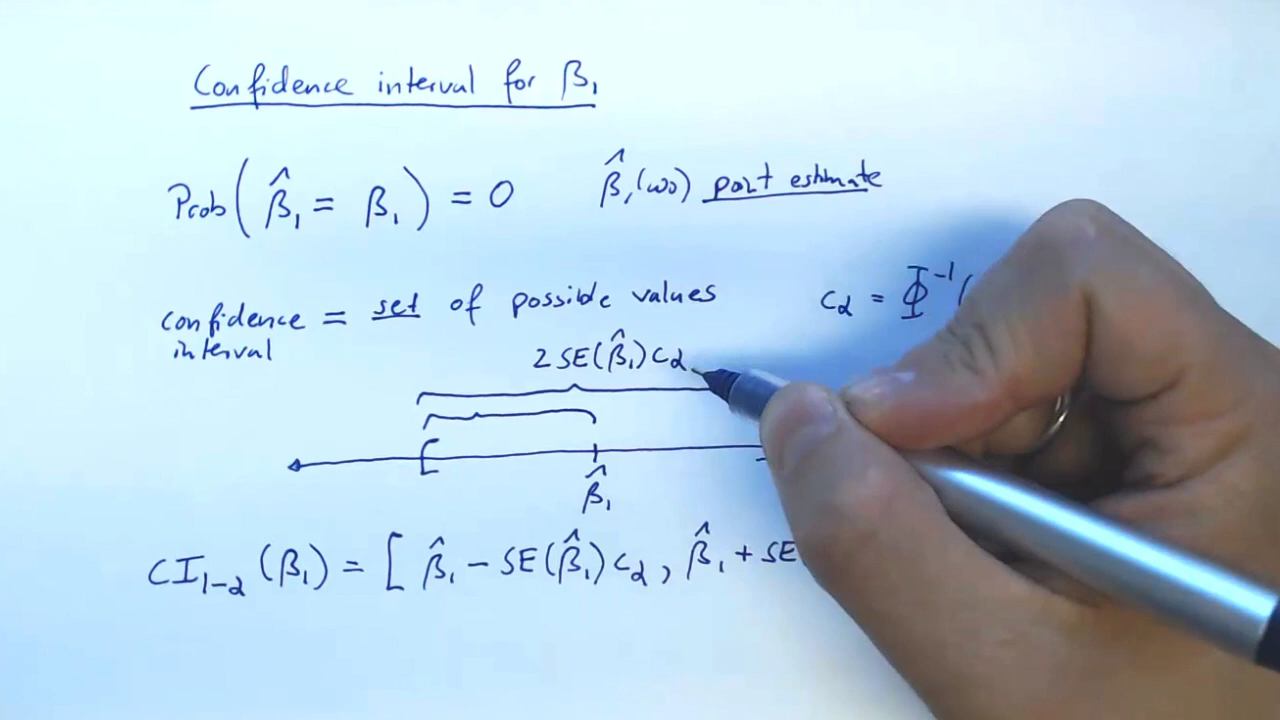 Confidence interval for β₁
Prob(β̂₁ = β₁) = 0
β̂₁(ω₀) point estimate
confidence interval = set of possible values
c_α = Φ⁻¹(
2 SE(β̂₁)c_α
β̂₁
CI₁₋α(β₁) = [β̂₁ − SE(β̂₁)c_α, β̂₁ + SE